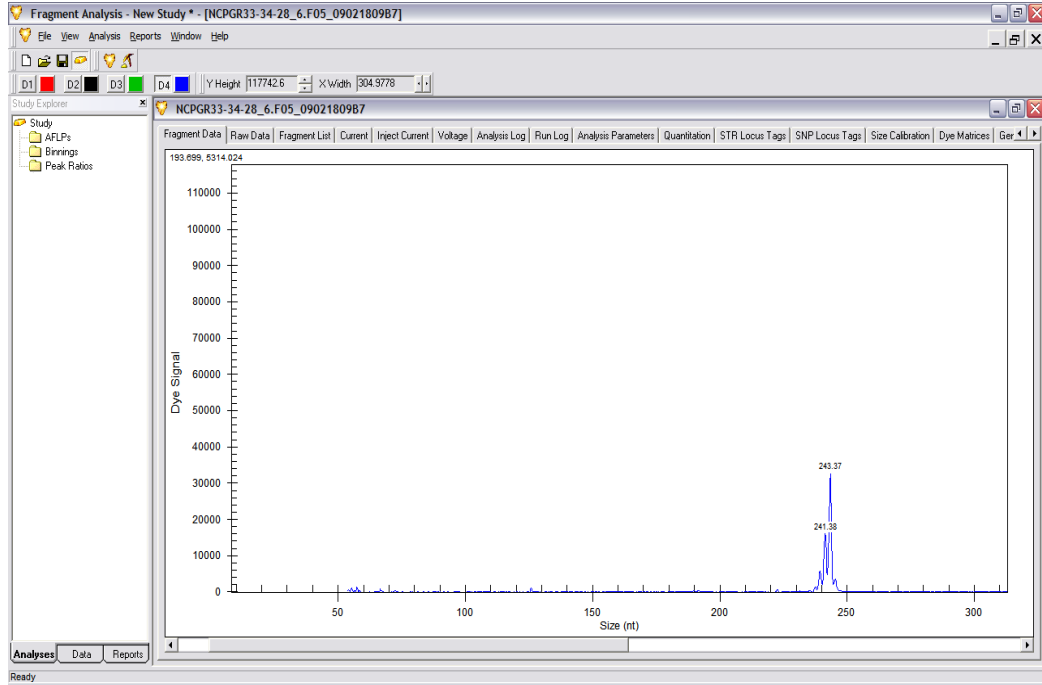 Fragment Analysis - New Study * - [NCPGR33-34-28_6.F05_09021809B7]
File View Analysis Reports Window Help
D1 D2 D3 D4 Y Height 117742.6 X Width 304.9778
Study Explorer
Study
AFLPs
Binnings
Peak Ratios
NCPGR33-34-28_6.F05_09021809B7
Fragment Data Raw Data Fragment List Current Inject Current Voltage Analysis Log Run Log Analysis Parameters Quantitation STR Locus Tags SNP Locus Tags Size Calibration Dye Matrices Ger
193.699, 5314.024
110000
100000
90000
80000
70000
60000
50000
40000
30000
20000
10000
0
Dye Signal
243.37
241.38
50 100 150 200 250 300
Size (nt)
Analyses Data Reports
Ready